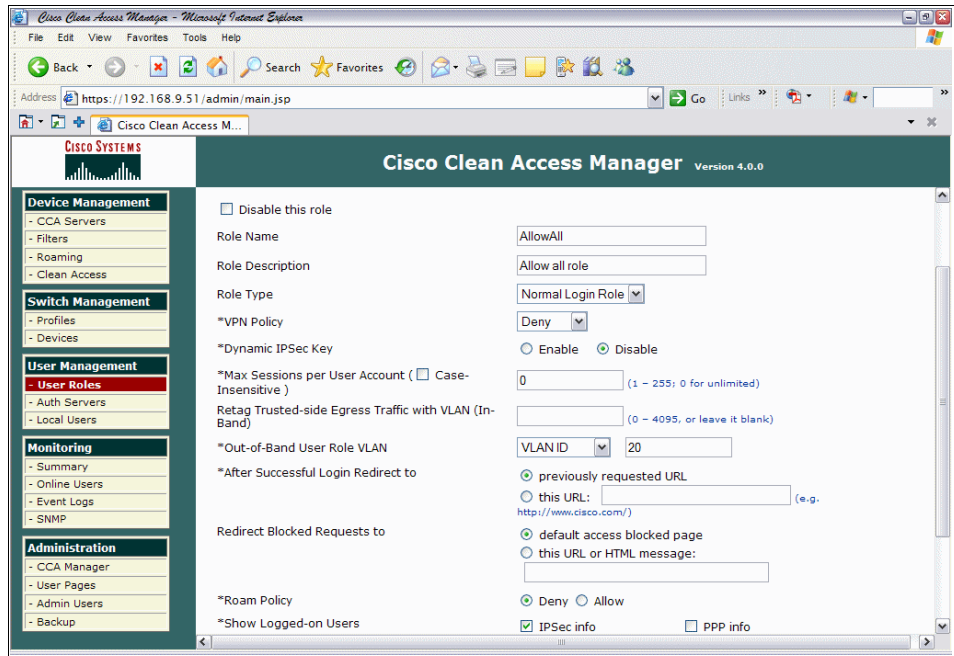 Cisco Clean Access Manager - Microsoft Internet Explorer
File Edit View Favorites Tools Help
Back Search Favorites
Address https://192.168.9.51/admin/main.jsp Go Links »
Cisco Clean Access M...
CISCO SYSTEMS
Cisco Clean Access Manager Version 4.0.0
Device Management
- CCA Servers
- Filters
- Roaming
- Clean Access
Switch Management
- Profiles
- Devices
User Management
- User Roles
- Auth Servers
- Local Users
Monitoring
- Summary
- Online Users
- Event Logs
- SNMP
Administration
- CCA Manager
- User Pages
- Admin Users
- Backup
Disable this role
Role Name AllowAll
Role Description Allow all role
Role Type Normal Login Role
*VPN Policy Deny
*Dynamic IPSec Key Enable Disable
*Max Sessions per User Account ( Case-
Insensitive ) 0 (1 - 255; 0 for unlimited)
Retag Trusted-side Egress Traffic with VLAN (In-
Band) (0 - 4095, or leave it blank)
*Out-of-Band User Role VLAN VLAN ID 20
*After Successful Login Redirect to previously requested URL
this URL: (e.g.
http://www.cisco.com/)
Redirect Blocked Requests to default access blocked page
this URL or HTML message:
*Roam Policy Deny Allow
*Show Logged-on Users IPSec info PPP info